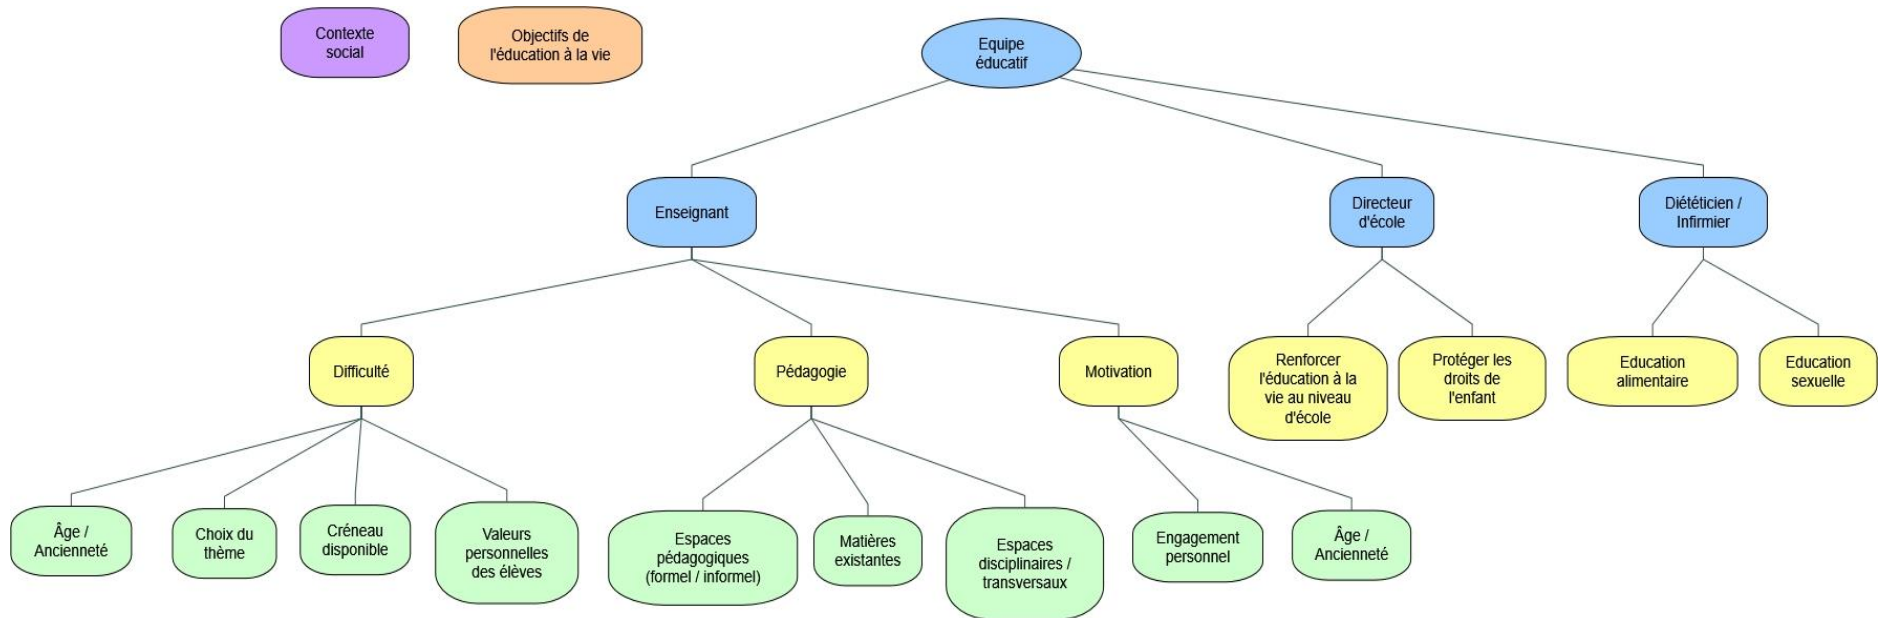 Contexte
social
Objectifs de
l'éducation à la vie
Equipe
éducatif
Enseignant
Directeur
d'école
Diététicien /
Infirmier
Difficulté
Pédagogie
Motivation
Renforcer
l'éducation à la
vie au niveau
d'école
Protéger les
droits de
l'enfant
Education
alimentaire
Education
sexuelle
Âge /
Ancienneté
Choix du
thème
Créneau
disponible
Valeurs
personnelles
des élèves
Espaces
pédagogiques
(formel / informel)
Matières
existantes
Espaces
disciplinaires /
transversaux
Engagement
personnel
Âge /
Ancienneté